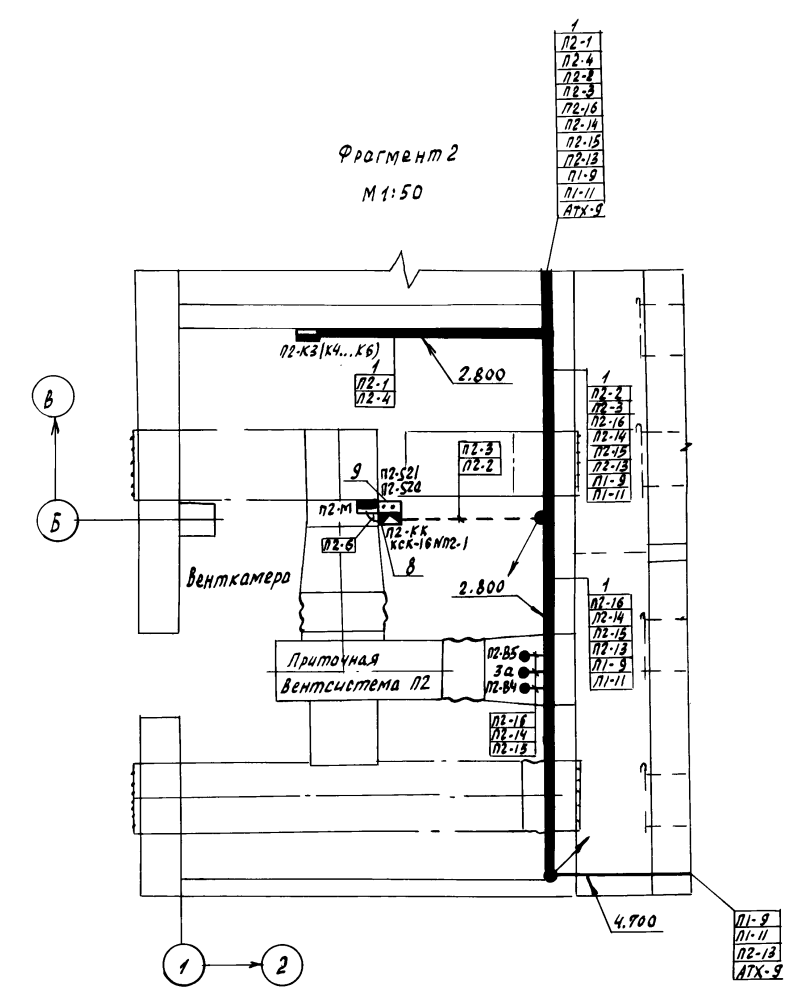 1
П2-1
П2-4
П2-2
П2-3
П2-16
П2-14
П2-15
П2-13
П1-9
П1-11
АТХ-9
Фрагмент 2
М 1:50
П2-К3(К4...К6)
1
П2-1
П2-4
2.800
1
П2-2
П2-3
П2-16
П2-14
П2-15
П2-13
П1-9
П1-11
В
П2-3
П2-2
9
П2-S21
П2-S2a
П2-М
Б
П2-6
П2-КК
КСК-16 №П2-1
8
Венткамера
2.800
1
П2-16
П2-14
П2-15
П2-13
П1-9
П1-11
П2-В5
3а
П2-В4
Приточная
вентсистема П2
П2-16
П2-14
П2-15
4.700
П1-9
П1-11
П2-13
АТХ-9
1
2